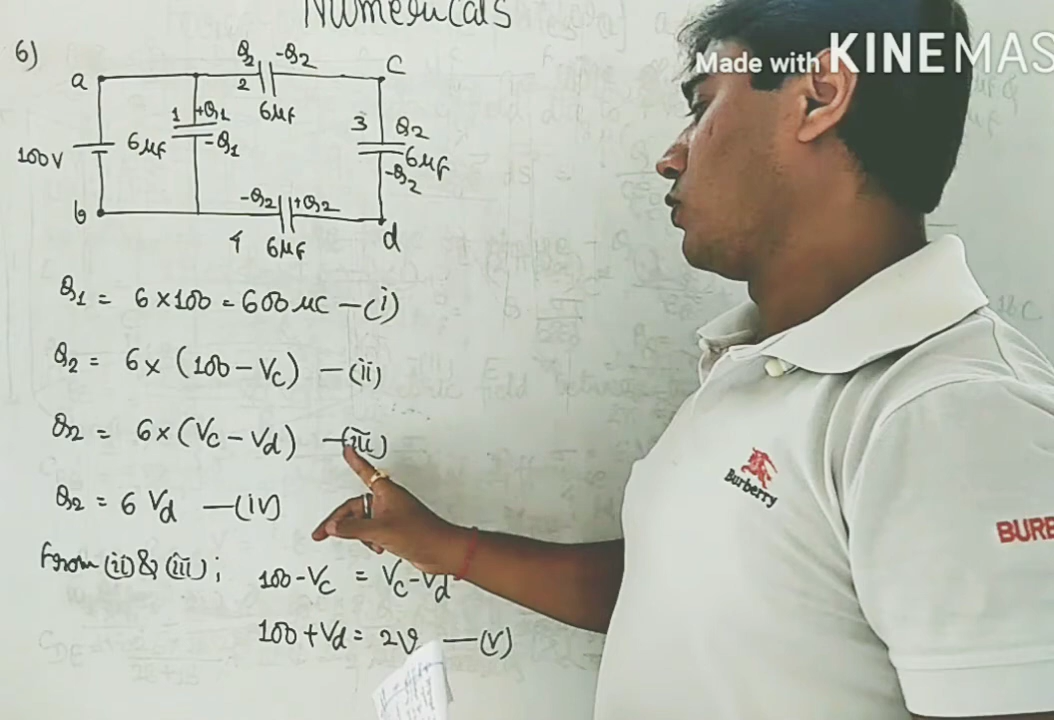 Numericals
Made with KINEMAS
6)
a
Q2 -Q2
c
2
6μf
1 +Q1
-Q1
6μf
100V
3 Q2
6μf
-Q2
b
-Q2 +Q2
4 6μf
d
Q1 = 6×100 = 600 μC —(i)
Q2 = 6×(100-Vc) —(ii)
Q2 = 6×(Vc-Vd) —(iii)
Q2 = 6 Vd —(iv)
from (ii) & (iii) ; 100-Vc = Vc-Vd
100+Vd = 2V —(v)
Burberry
BURB